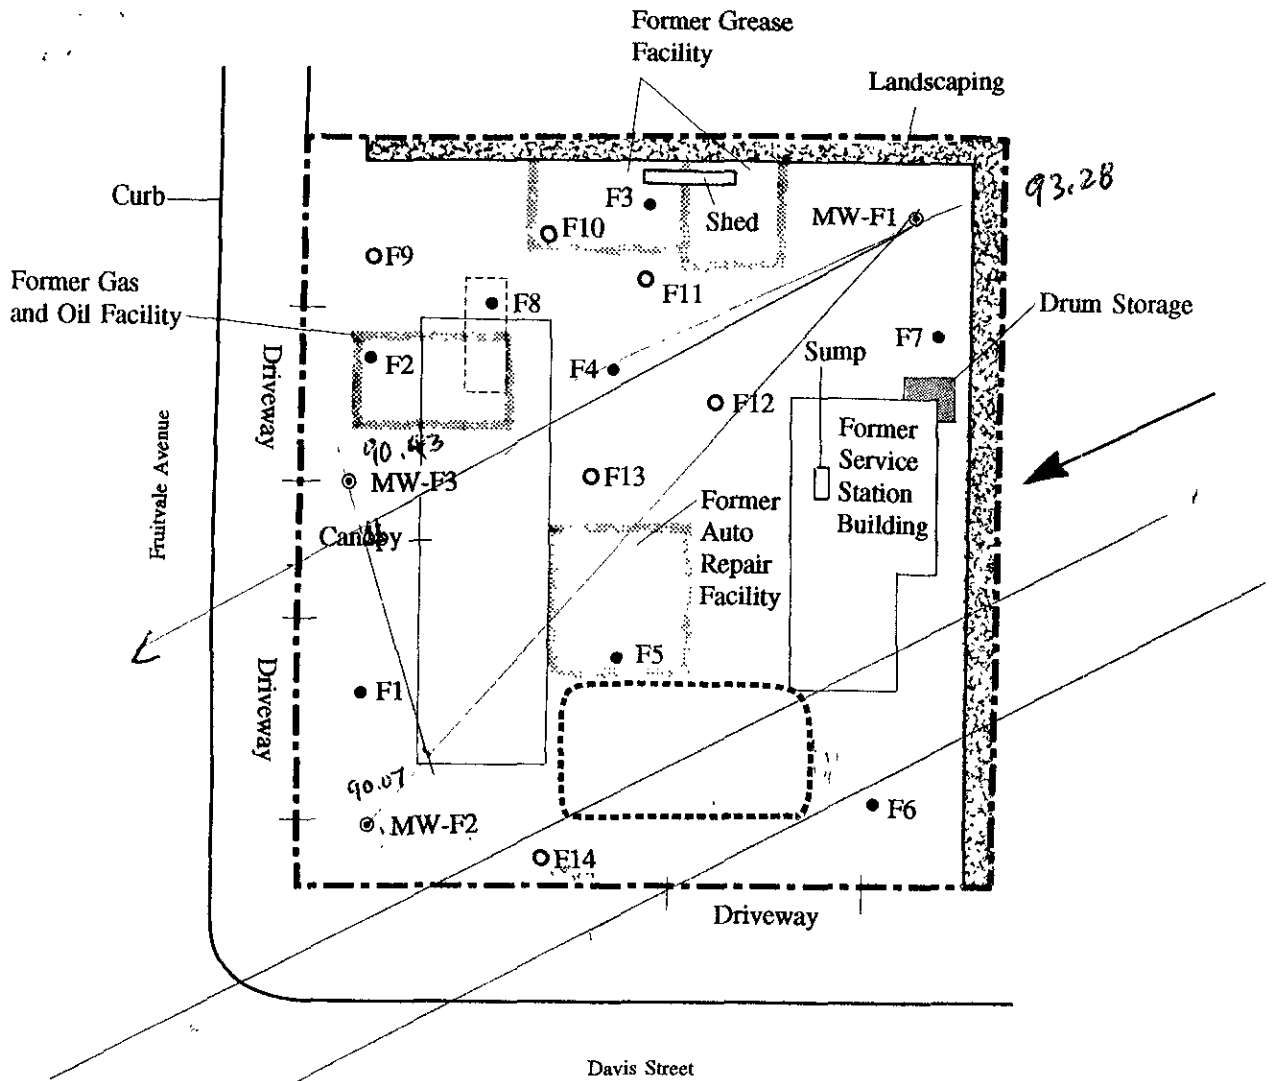 Former Grease
Facility
Landscaping
93.28
Curb
F3
Shed
MW-F1
F10
F9
F11
Former Gas
and Oil Facility
F8
Drum Storage
F7
Sump
F2
F4
Driveway
F12
Former
Service
Station
Building
90.43
MW-F3
F13
Fruitvale Avenue
Former
Auto
Repair
Facility
Canopy
F5
F1
Driveway
90.07
MW-F2
F6
F14
Driveway
Davis Street